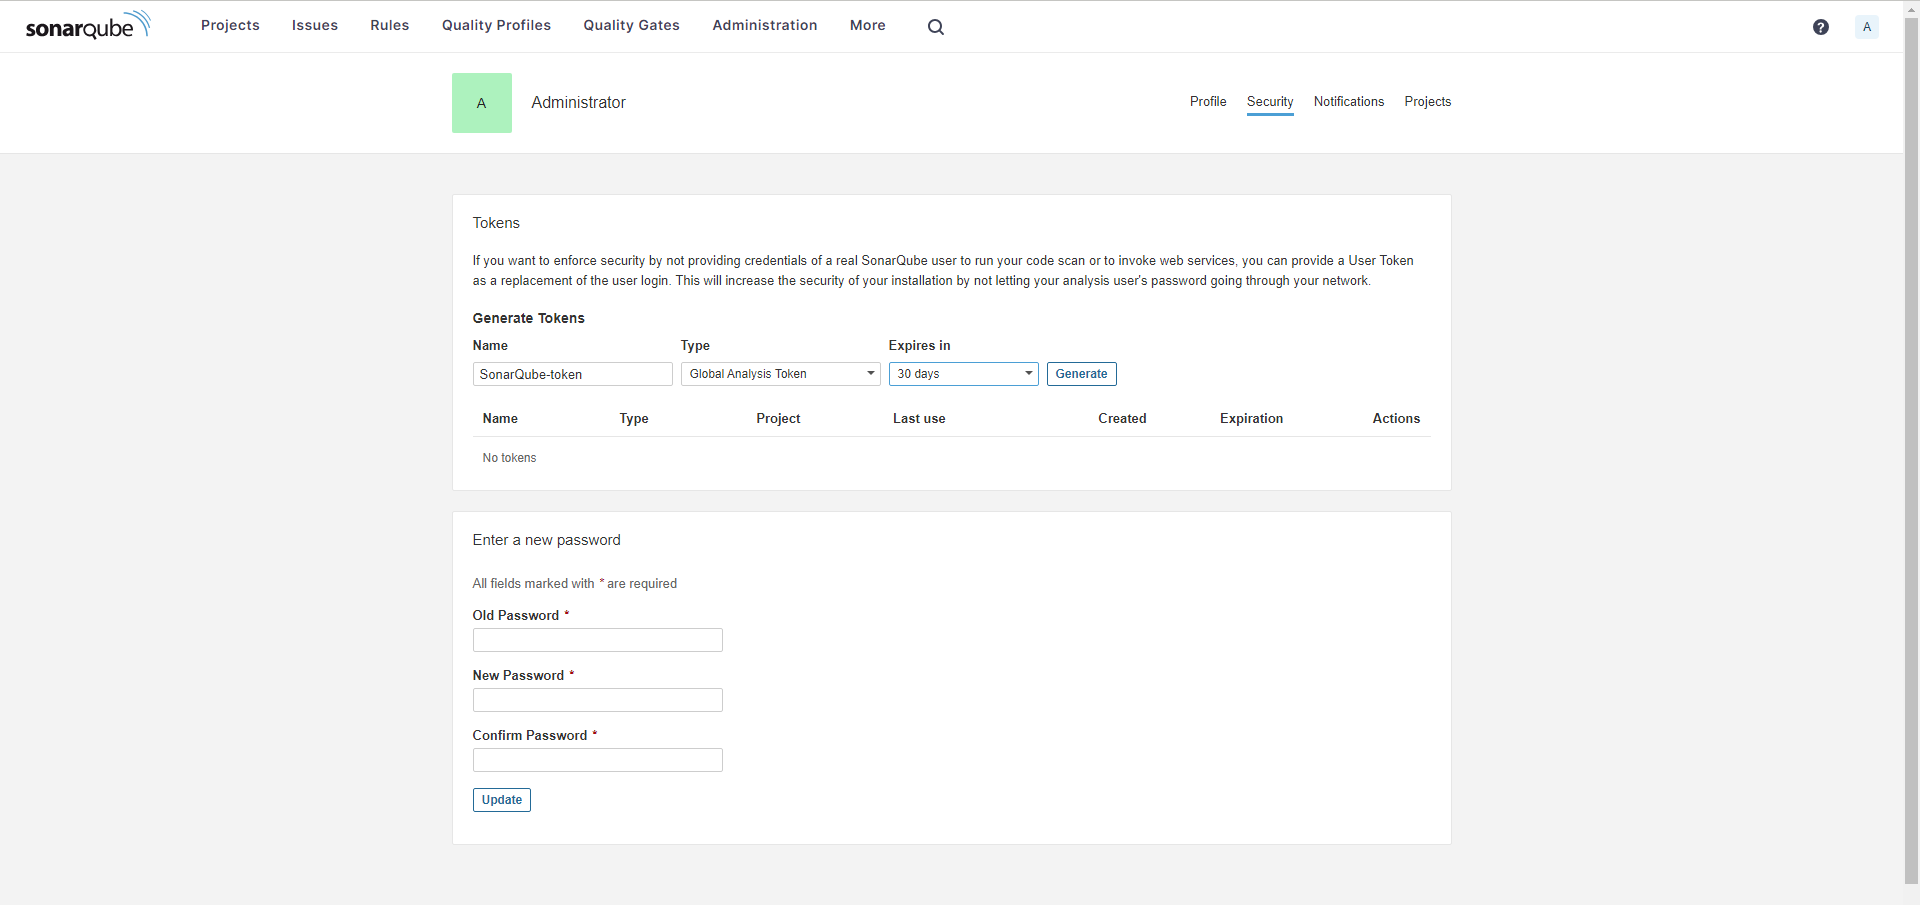 sonarqube Projects Issues Rules Quality Profiles Quality Gates Administration More ? A
A Administrator Profile Security Notifications Projects
Tokens
If you want to enforce security by not providing credentials of a real SonarQube user to run your code scan or to invoke web services, you can provide a User Token
as a replacement of the user login. This will increase the security of your installation by not letting your analysis user's password going through your network.
Generate Tokens
Name Type Expires in
SonarQube-token Global Analysis Token 30 days Generate
Name Type Project Last use Created Expiration Actions
No tokens
Enter a new password
All fields marked with * are required
Old Password *
New Password *
Confirm Password *
Update